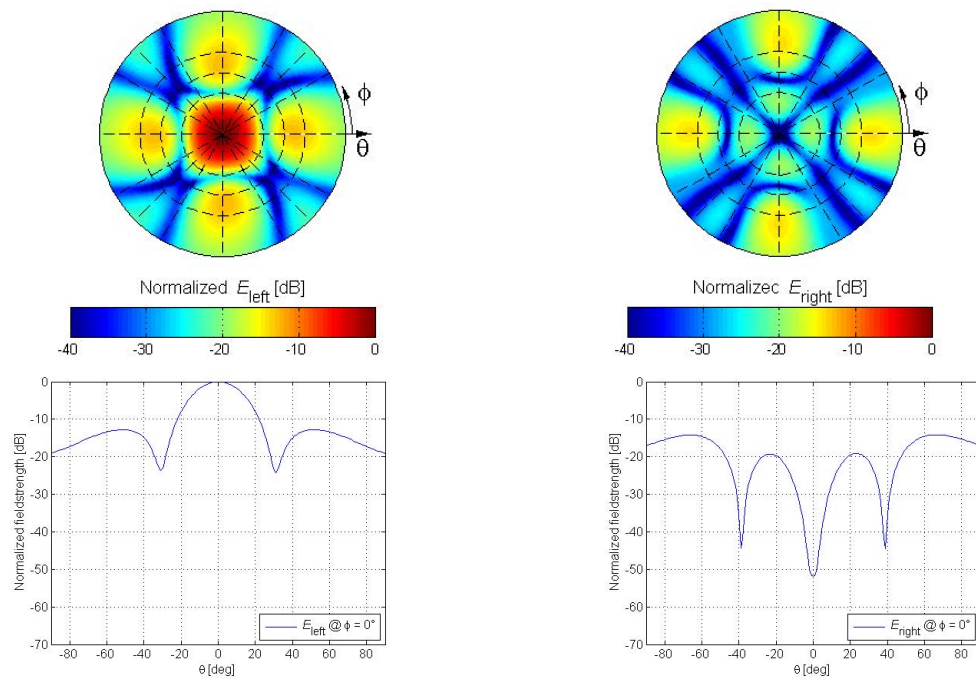 ϕ
θ
Normalized E_left [dB]
-40 -30 -20 -10 0
ϕ
θ
Normalizec E_right [dB]
-40 -30 -20 -10 0
Normalized fieldstrength [dB]
0
-10
-20
-30
-40
-50
-60
-70
E_left @ ϕ = 0°
-80 -60 -40 -20 0 20 40 60 80
θ [deg]
Normalized fieldstrength [dB]
0
-10
-20
-30
-40
-50
-60
-70
E_right @ ϕ = 0°
-80 -60 -40 -20 0 20 40 60 80
θ [deg]